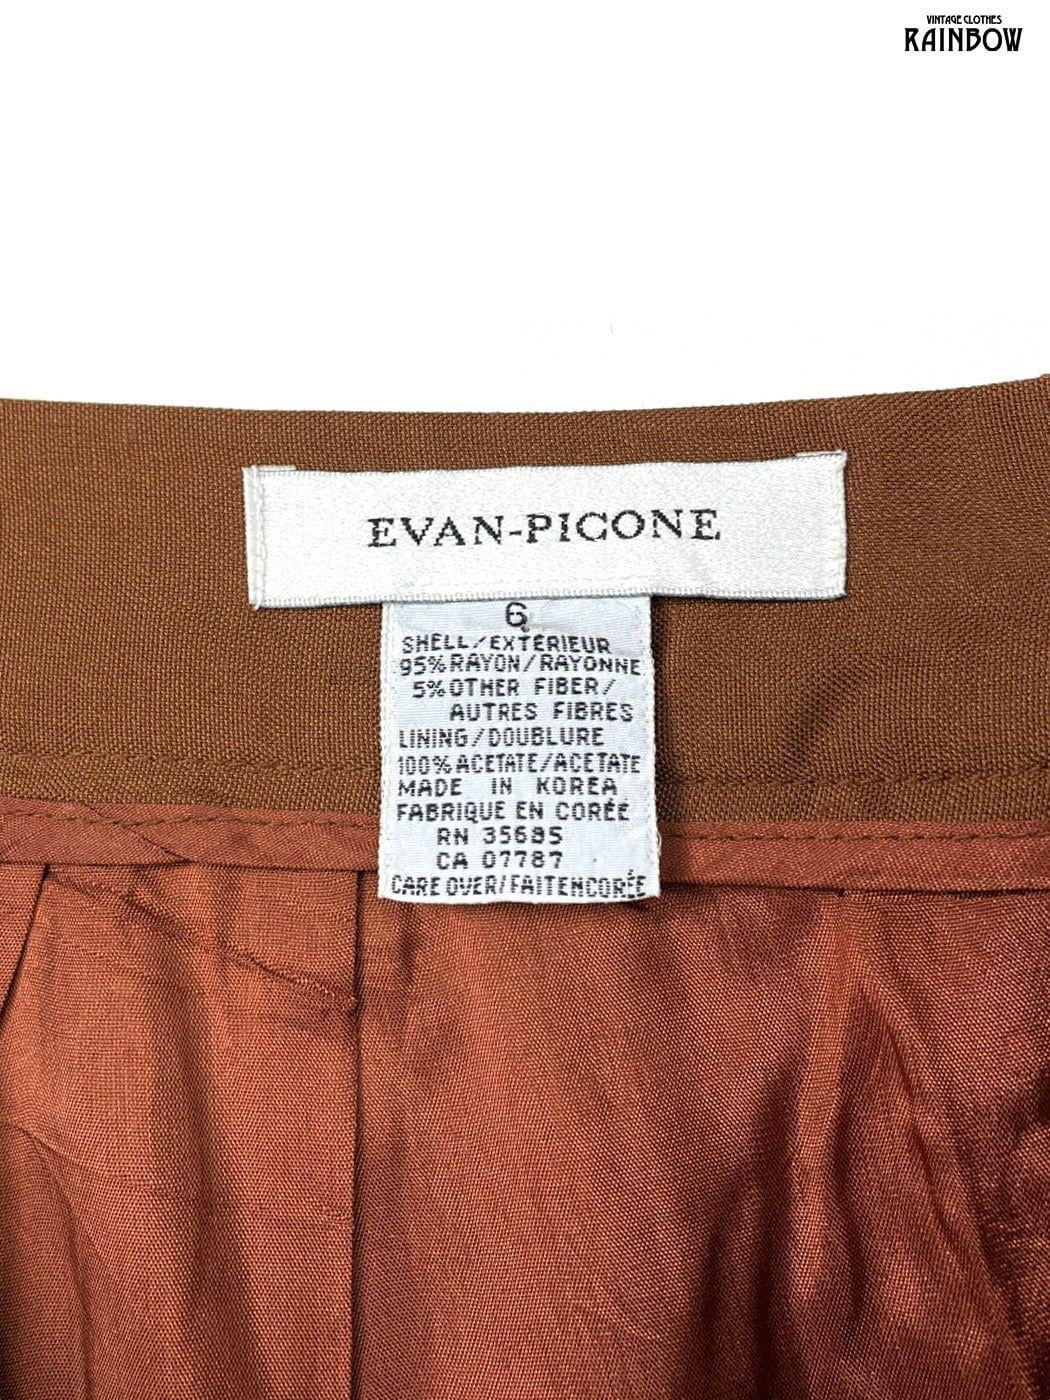 VINTAGE CLOTHES
RAINBOW
EVAN-PICONE
6
SHELL/EXTÉRIEUR
95% RAYON/RAYONNE
5% OTHER FIBER/
AUTRES FIBRES
LINING/DOUBLURE
100% ACETATE/ACETATE
MADE IN KOREA
FABRIQUE EN CORÉE
RN 35685
CA 07787
CARE OVER/FAITENCORÉE